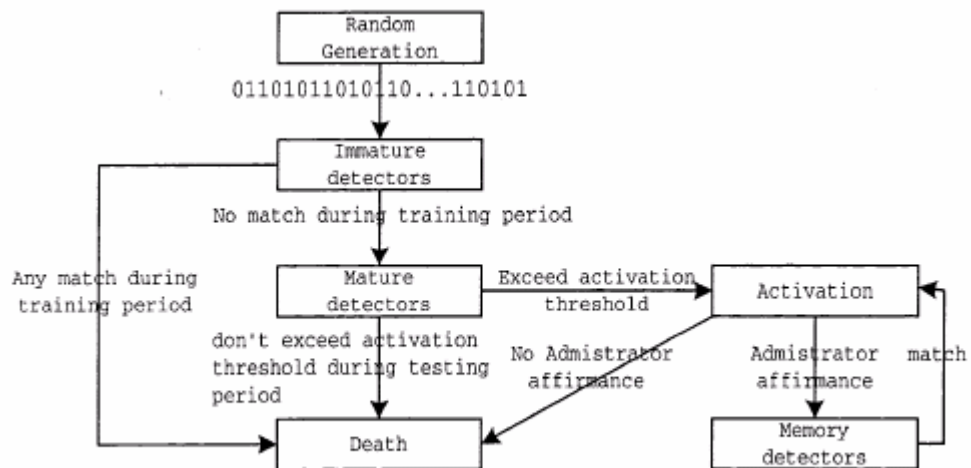 Random
Generation
01101011010110...110101
Immature
detectors
No match during training period
Any match during
training period
Mature
detectors
Exceed activation
threshold
Activation
don't exceed activation
threshold during testing
period
No Admistrator
affirmance
Admistrator
affirmance
match
Death
Memory
detectors